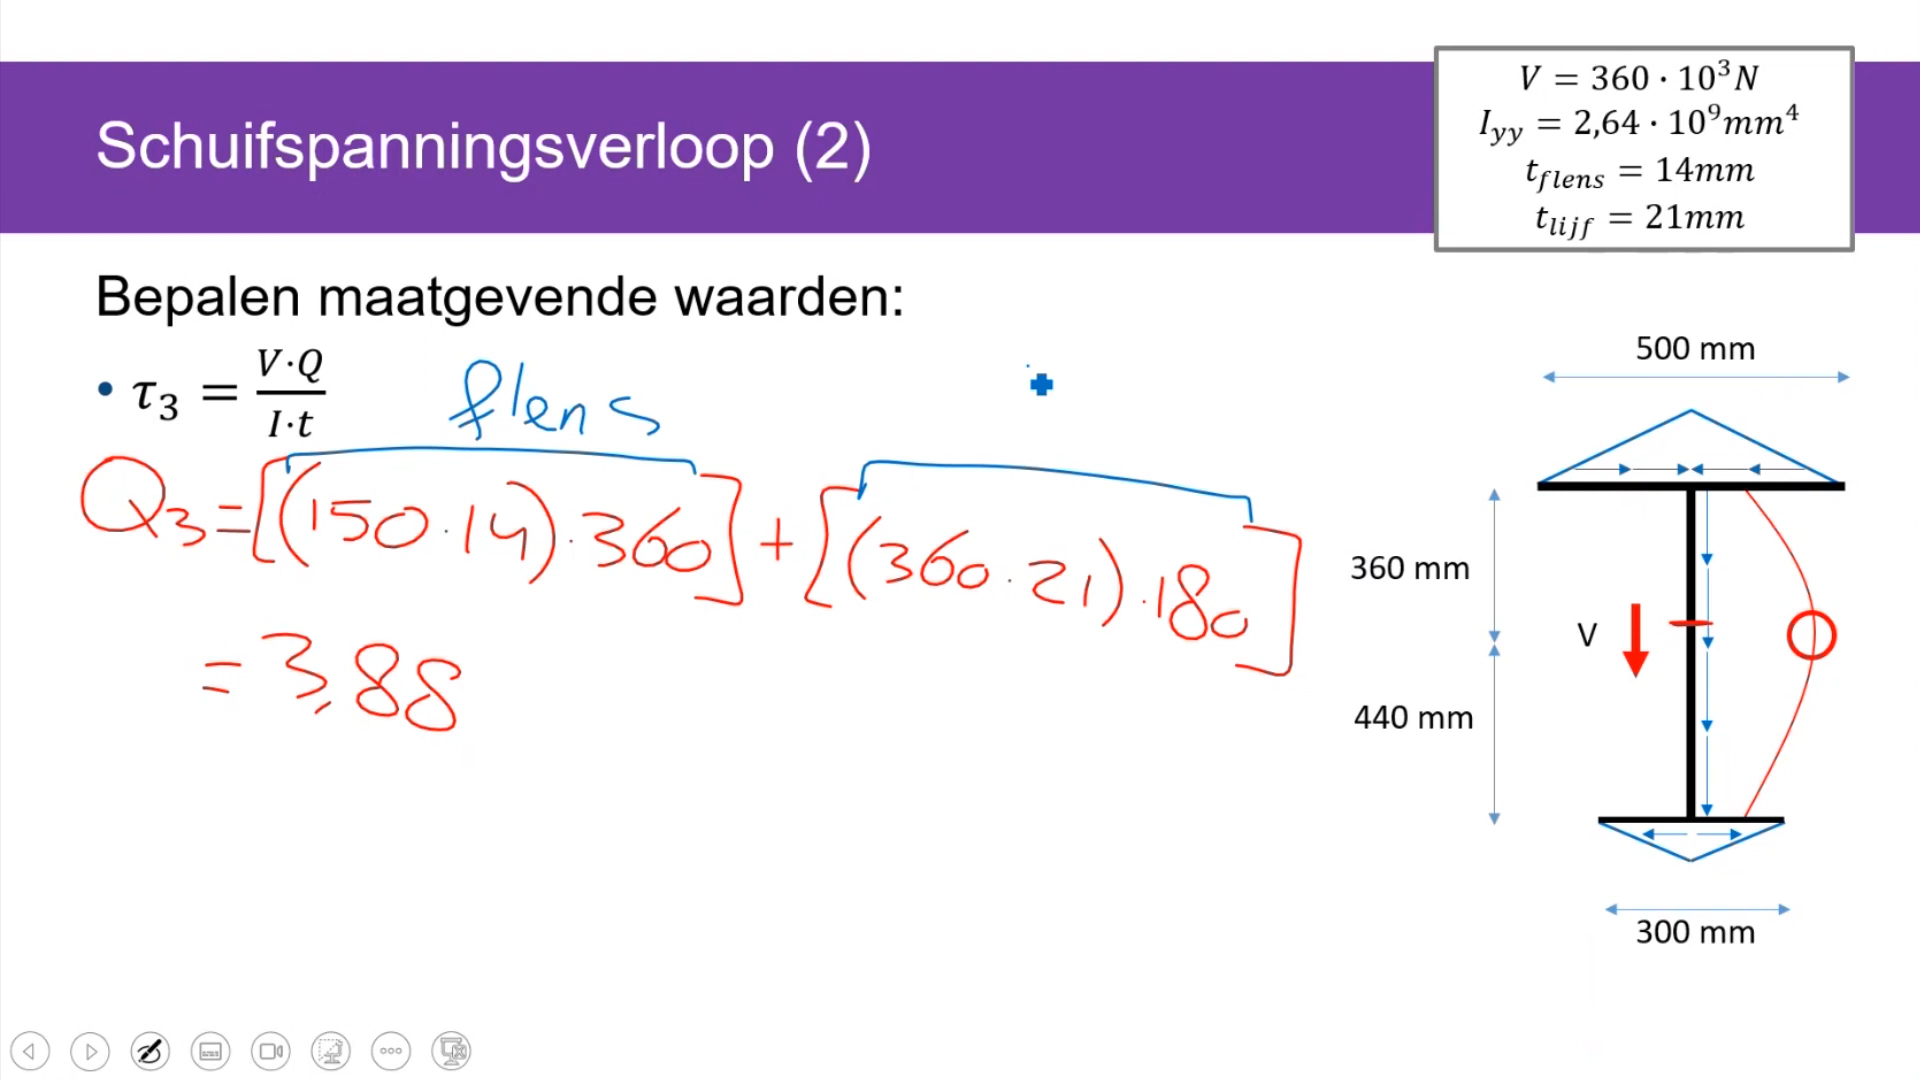 V = 360 · 10³N
I_yy = 2,64 · 10⁹mm⁴
t_flens = 14mm
t_lijf = 21mm
Schuifspanningsverloop (2)
Bepalen maatgevende waarden:
• τ₃ = V·Q / I·t
flens
Q₃ = [(150 · 14) · 360] + [(360 · 21) · 180]
= 3,88
500 mm
360 mm
V
440 mm
300 mm